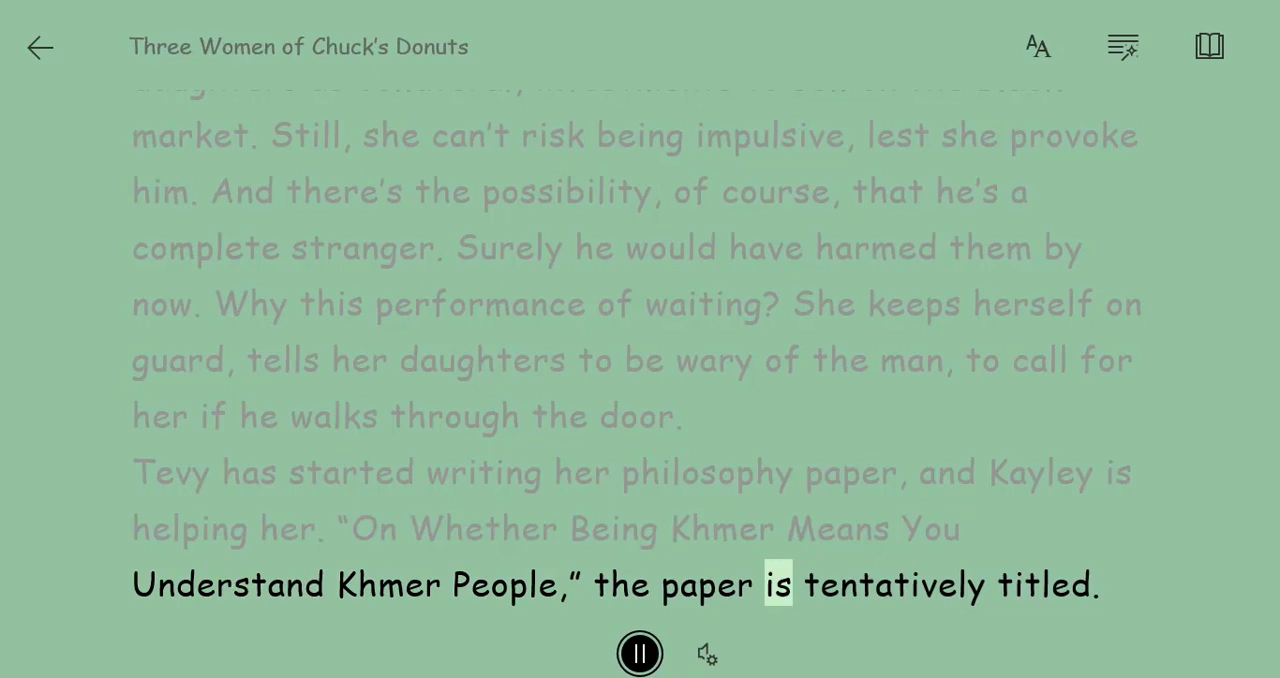 Three Women of Chuck's Donuts
market. Still, she can't risk being impulsive, lest she provoke
him. And there's the possibility, of course, that he's a
complete stranger. Surely he would have harmed them by
now. Why this performance of waiting? She keeps herself on
guard, tells her daughters to be wary of the man, to call for
her if he walks through the door.
Tevy has started writing her philosophy paper, and Kayley is
helping her. “On Whether Being Khmer Means You
Understand Khmer People,” the paper is tentatively titled.